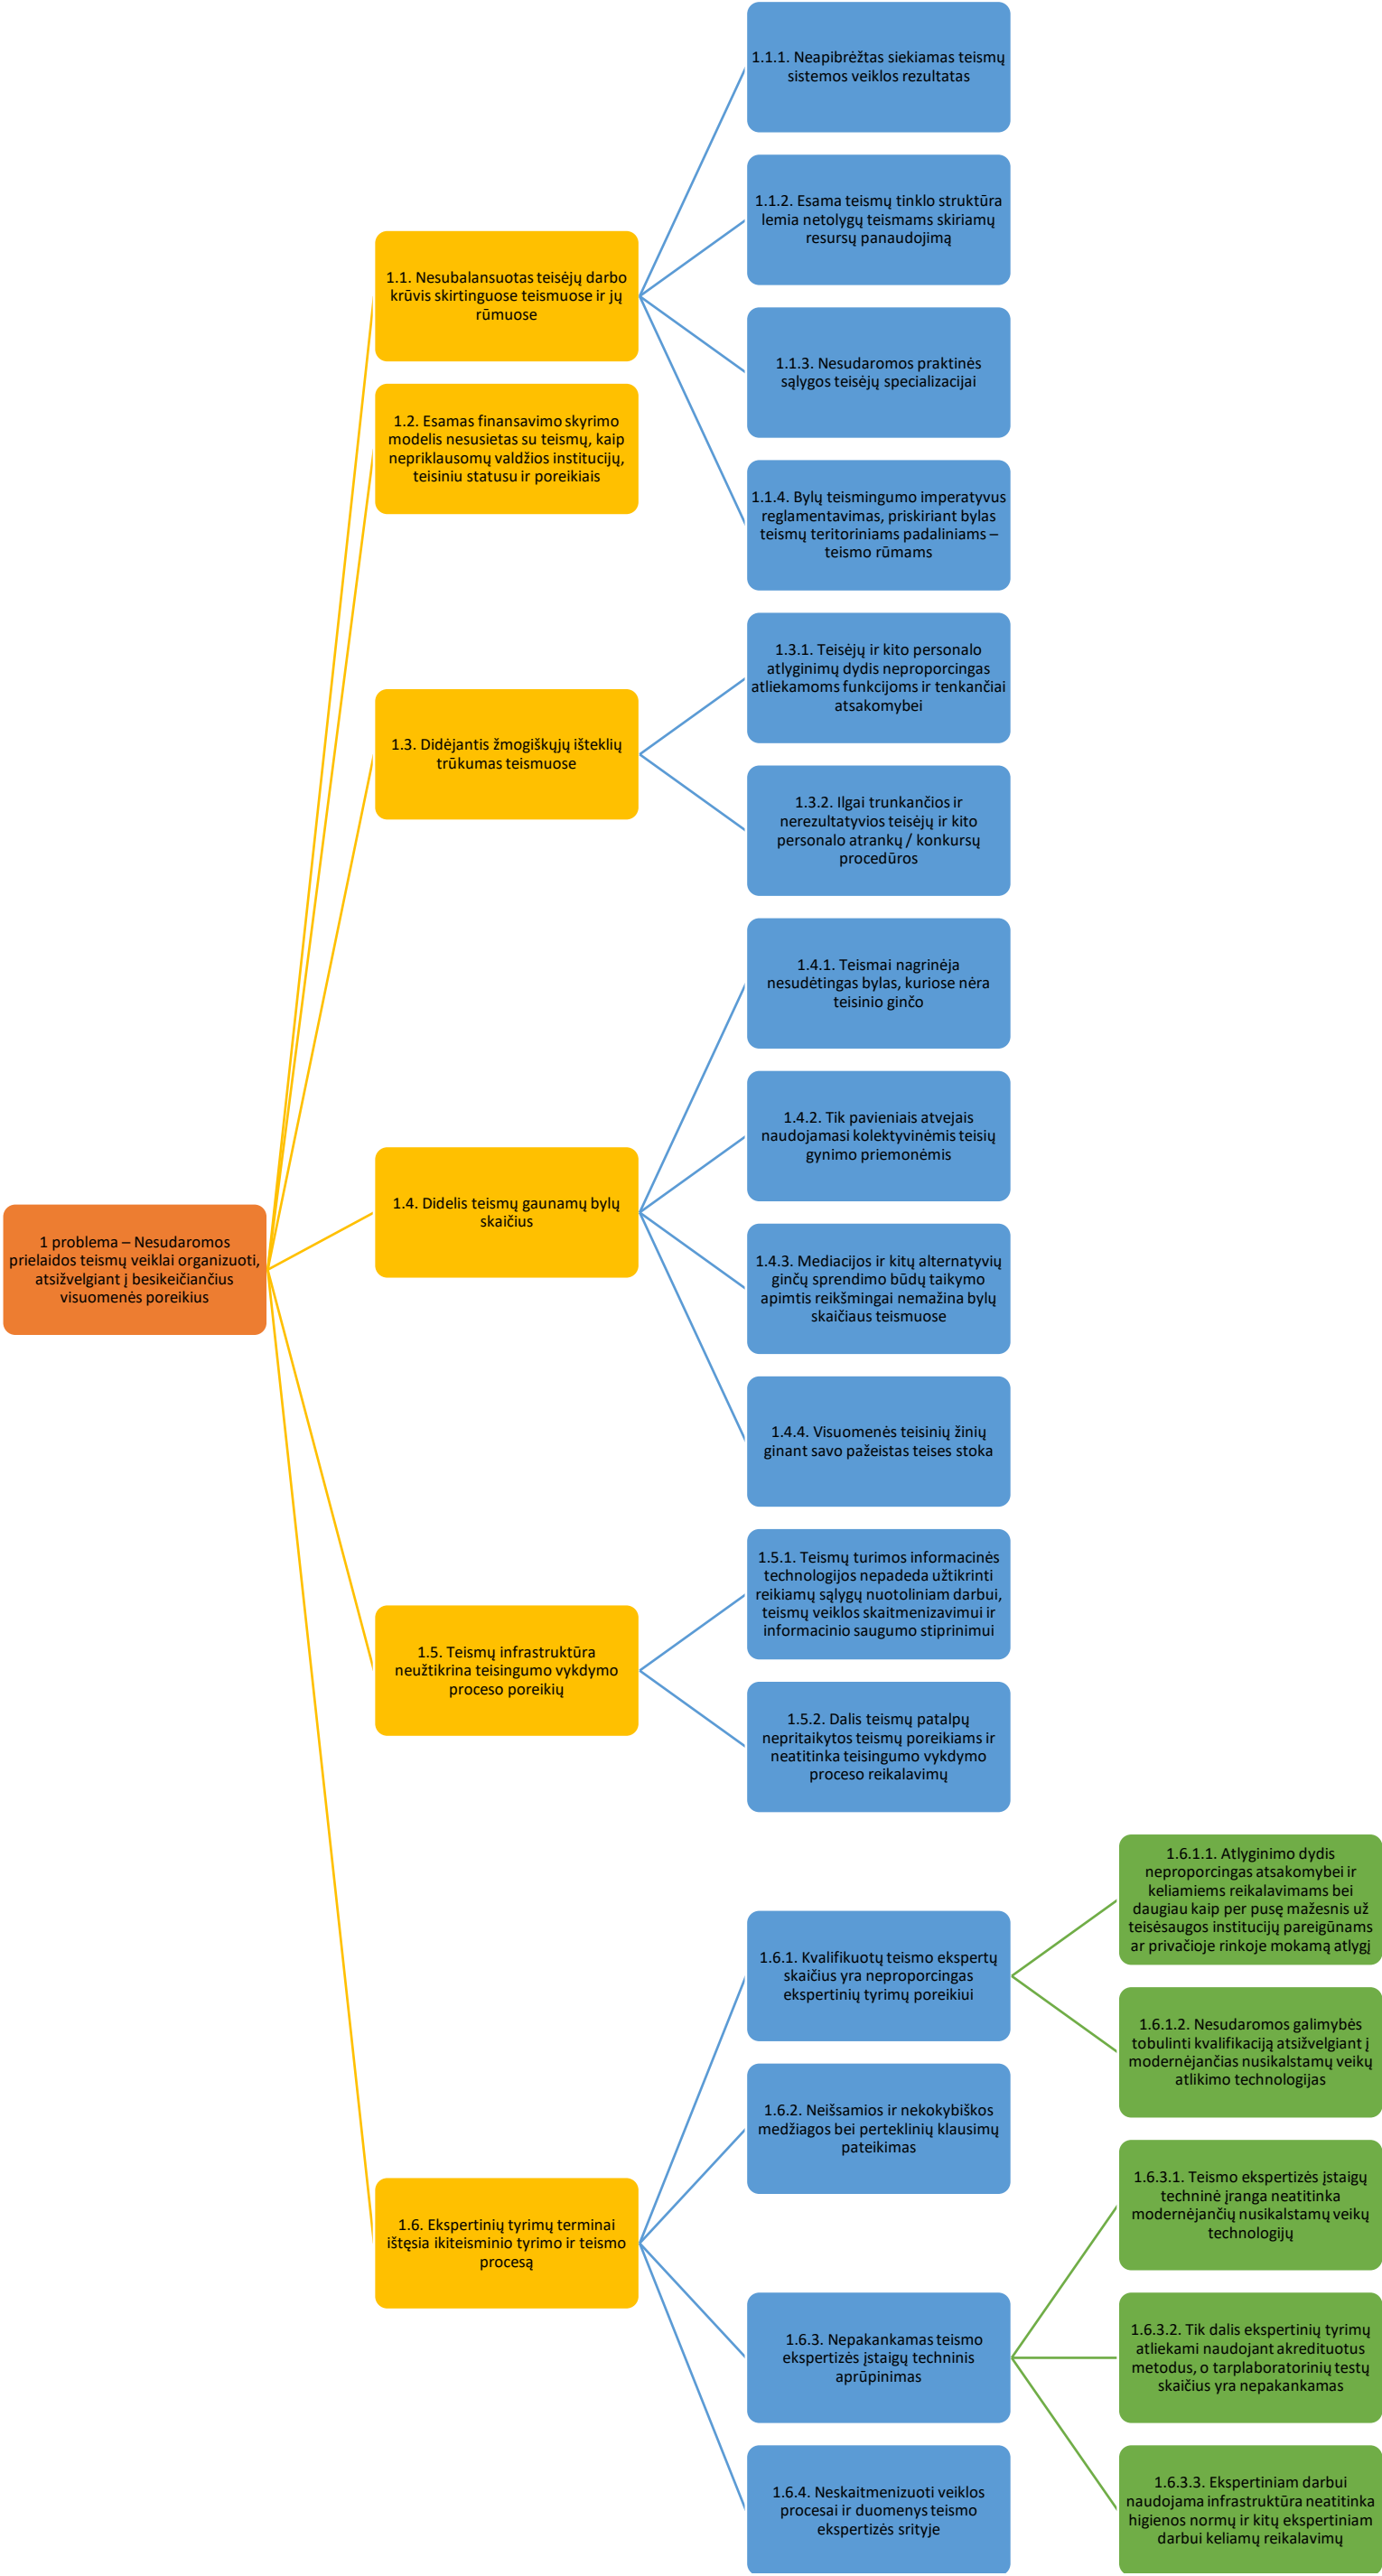 1 problema – Nesudaromos
prielaidos teismų veiklai organizuoti,
atsižvelgiant į besikeičiančius
visuomenės poreikius
1.1. Nesubalansuotas teisėjų darbo
krūvis skirtinguose teismuose ir jų
rūmuose
1.1.1. Neapibrėžtas siekiamas teismų
sistemos veiklos rezultatas
1.1.2. Esama teismų tinklo struktūra
lemia netolygų teismams skiriamų
resursų panaudojimą
1.1.3. Nesudaromos praktinės
sąlygos teisėjų specializacijai
1.1.4. Bylų teismingumo imperatyvus
reglamentavimas, priskiriant bylas
teismų teritoriniams padaliniams –
teismo rūmams
1.2. Esamas finansavimo skyrimo
modelis nesusietas su teismų, kaip
nepriklausomų valdžios institucijų,
teisiniu statusu ir poreikiais
1.3. Didėjantis žmogiškųjų išteklių
trūkumas teismuose
1.3.1. Teisėjų ir kito personalo
atlyginimų dydis neproporcingas
atliekamoms funkcijoms ir tenkančiai
atsakomybei
1.3.2. Ilgai trunkančios ir
nerezultatyvios teisėjų ir kito
personalo atrankų / konkursų
procedūros
1.4. Didelis teismų gaunamų bylų
skaičius
1.4.1. Teismai nagrinėja
nesudėtingas bylas, kuriose nėra
teisinio ginčo
1.4.2. Tik pavieniais atvejais
naudojamasi kolektyvinėmis teisių
gynimo priemonėmis
1.4.3. Mediacijos ir kitų alternatyvių
ginčų sprendimo būdų taikymo
apimtis reikšmingai nemažina bylų
skaičiaus teismuose
1.4.4. Visuomenės teisinių žinių
ginant savo pažeistas teises stoka
1.5. Teismų infrastruktūra
neužtikrina teisingumo vykdymo
proceso poreikių
1.5.1. Teismų turimos informacinės
technologijos nepadeda užtikrinti
reikiamų sąlygų nuotoliniam darbui,
teismų veiklos skaitmenizavimui ir
informacinio saugumo stiprinimui
1.5.2. Dalis teismų patalpų
nepritaikytos teismų poreikiams ir
neatitinka teisingumo vykdymo
proceso reikalavimų
1.6. Ekspertinių tyrimų terminai
ištęsia ikiteisminio tyrimo ir teismo
procesą
1.6.1. Kvalifikuotų teismo ekspertų
skaičius yra neproporcingas
ekspertinių tyrimų poreikiui
1.6.1.1. Atlyginimo dydis
neproporcingas atsakomybei ir
keliamiems reikalavimams bei
daugiau kaip per pusę mažesnis už
teisėsaugos institucijų pareigūnams
ar privačioje rinkoje mokamą atlygį
1.6.1.2. Nesudaromos galimybės
tobulinti kvalifikaciją atsižvelgiant į
modernėjančias nusikalstamų veikų
atlikimo technologijas
1.6.2. Neišsamios ir nekokybiškos
medžiagos bei perteklinių klausimų
pateikimas
1.6.3. Nepakankamas teismo
ekspertizės įstaigų techninis
aprūpinimas
1.6.3.1. Teismo ekspertizės įstaigų
techninė įranga neatitinka
modernėjančių nusikalstamų veikų
technologijų
1.6.3.2. Tik dalis ekspertinių tyrimų
atliekami naudojant akredituotus
metodus, o tarplaboratorinių testų
skaičius yra nepakankamas
1.6.3.3. Ekspertiniam darbui
naudojama infrastruktūra neatitinka
higienos normų ir kitų ekspertiniam
darbui keliamų reikalavimų
1.6.4. Neskaitmenizuoti veiklos
procesai ir duomenys teismo
ekspertizės srityje